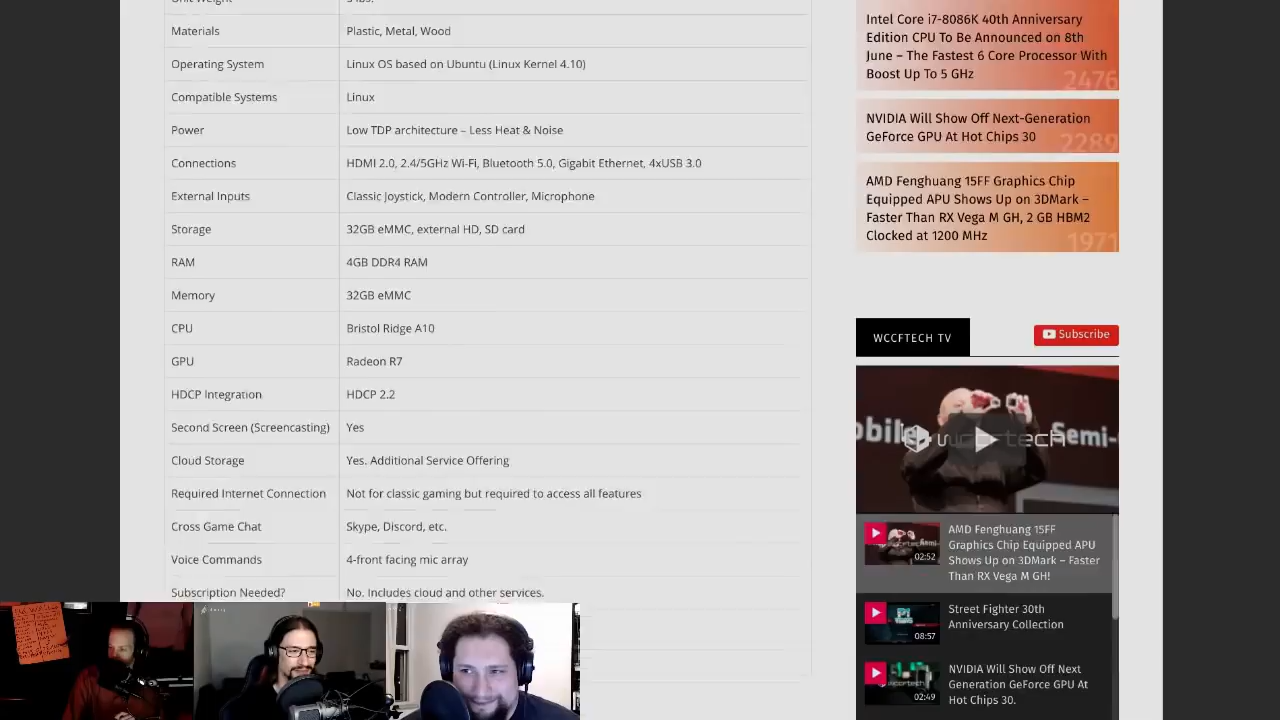 Materials
Plastic, Metal, Wood
Operating System
Linux OS based on Ubuntu (Linux Kernel 4.10)
Compatible Systems
Linux
Power
Low TDP architecture – Less Heat & Noise
Connections
HDMI 2.0, 2.4/5GHz Wi-Fi, Bluetooth 5.0, Gigabit Ethernet, 4xUSB 3.0
External Inputs
Classic Joystick, Modern Controller, Microphone
Storage
32GB eMMC, external HD, SD card
RAM
4GB DDR4 RAM
Memory
32GB eMMC
CPU
Bristol Ridge A10
GPU
Radeon R7
HDCP Integration
HDCP 2.2
Second Screen (Screencasting)
Yes
Cloud Storage
Yes. Additional Service Offering
Required Internet Connection
Not for classic gaming but required to access all features
Cross Game Chat
Skype, Discord, etc.
Voice Commands
4-front facing mic array
Subscription Needed?
No. Includes cloud and other services.
Intel Core i7-8086K 40th Anniversary
Edition CPU To Be Announced on 8th
June – The Fastest 6 Core Processor With
Boost Up To 5 GHz
2476
NVIDIA Will Show Off Next-Generation
GeForce GPU At Hot Chips 30
2289
AMD Fenghuang 15FF Graphics Chip
Equipped APU Shows Up on 3DMark –
Faster Than RX Vega M GH, 2 GB HBM2
Clocked at 1200 MHz
1971
WCCFTECH TV
Subscribe
wccftech
AMD Fenghuang 15FF
Graphics Chip Equipped APU
Shows Up on 3DMark – Faster
Than RX Vega M GH!
02:52
Street Fighter 30th
Anniversary Collection
08:57
NVIDIA Will Show Off Next
Generation GeForce GPU At
Hot Chips 30.
02:49